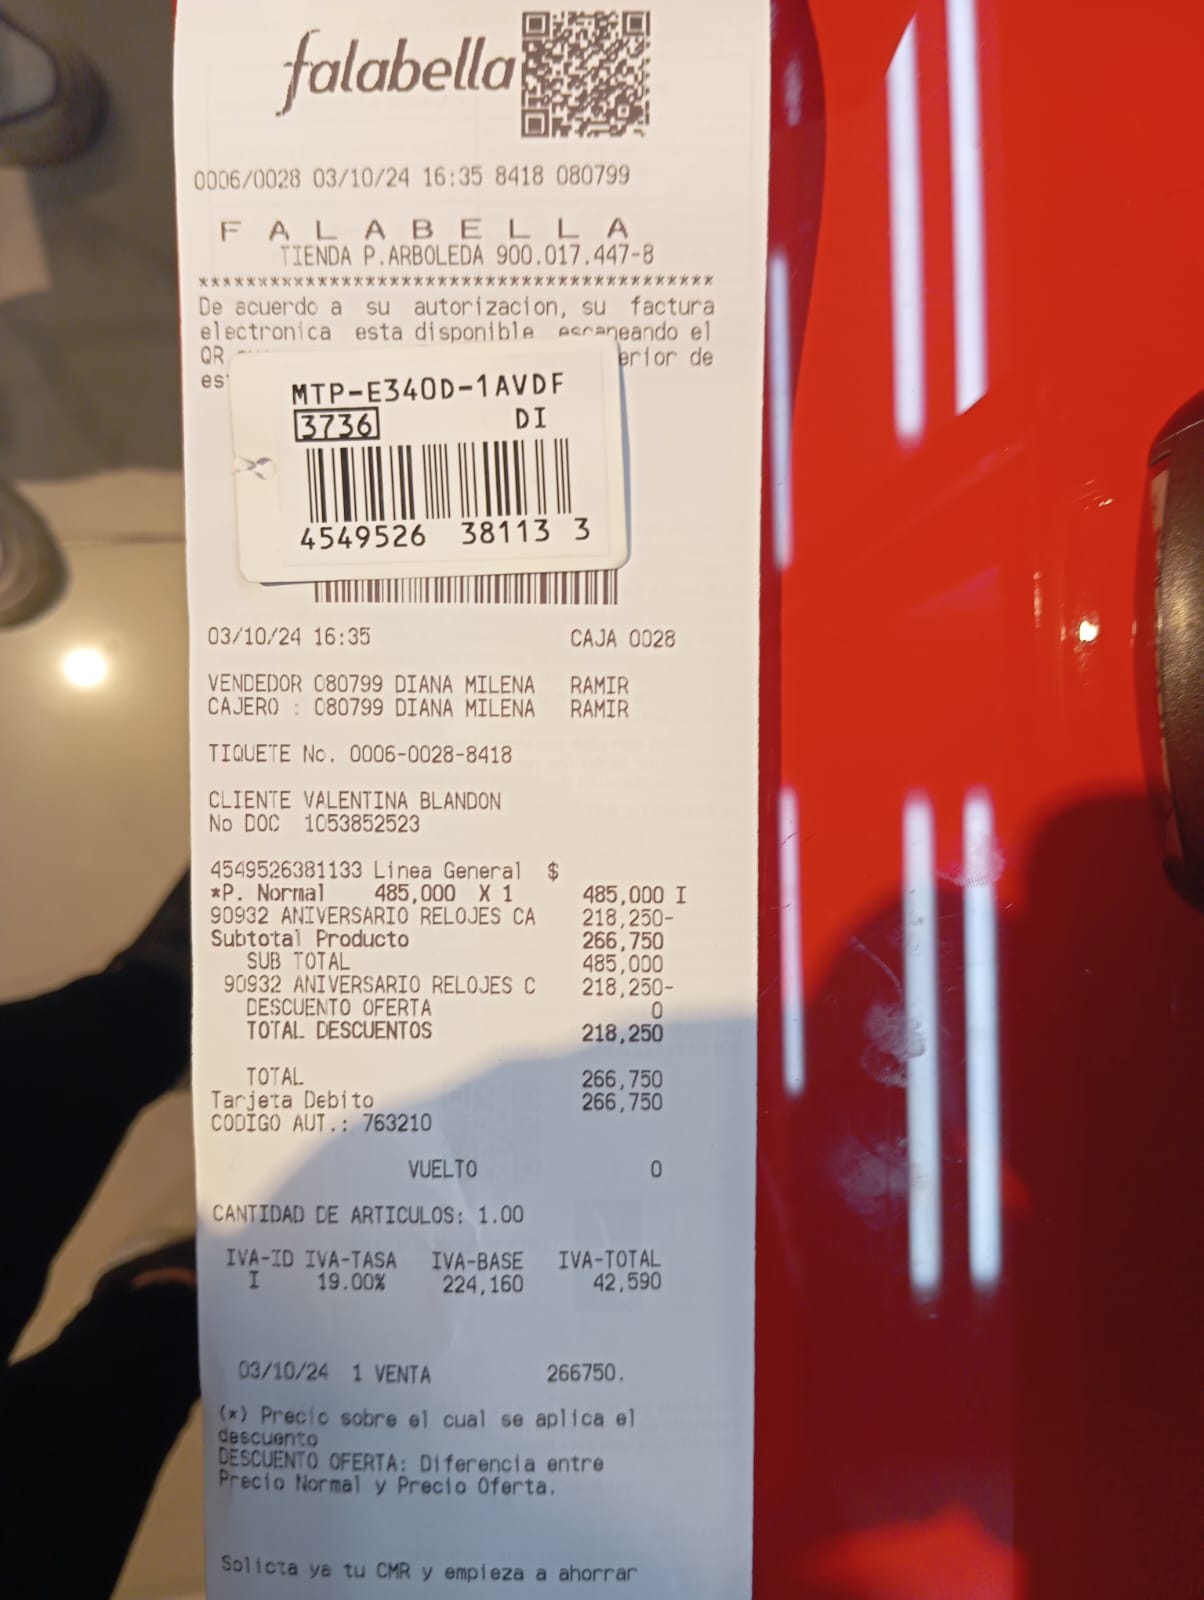 falabella
0006/0028 03/10/24 16:35 8418 080799
F A L A B E L L A
TIENDA P.ARBOLEDA 900.017.447-8
********************************************
De acuerdo a su autorizacion, su factura
electronica esta disponible escaneando el
QR erior de
es
MTP-E340D-1AVDF
3736 DI
4549526 38113 3
03/10/24 16:35 CAJA 0028
VENDEDOR 080799 DIANA MILENA RAMIR
CAJERO : 080799 DIANA MILENA RAMIR
TIQUETE No. 0006-0028-8418
CLIENTE VALENTINA BLANDON
No DOC 1053852523
4549526381133 Linea General $
*P. Normal 485,000 X 1 485,000 I
90932 ANIVERSARIO RELOJES CA 218,250-
Subtotal Producto 266,750
SUB TOTAL 485,000
90932 ANIVERSARIO RELOJES C 218,250-
DESCUENTO OFERTA 0
TOTAL DESCUENTOS 218,250
TOTAL 266,750
Tarjeta Debito 266,750
CODIGO AUT.: 763210
VUELTO 0
CANTIDAD DE ARTICULOS: 1.00
IVA-ID IVA-TASA IVA-BASE IVA-TOTAL
I 19.00% 224,160 42,590
03/10/24 1 VENTA 266750.
(*) Precio sobre el cual se aplica el
descuento
DESCUENTO OFERTA: Diferencia entre
Precio Normal y Precio Oferta.
Solicta ya tu CMR y empieza a ahorrar